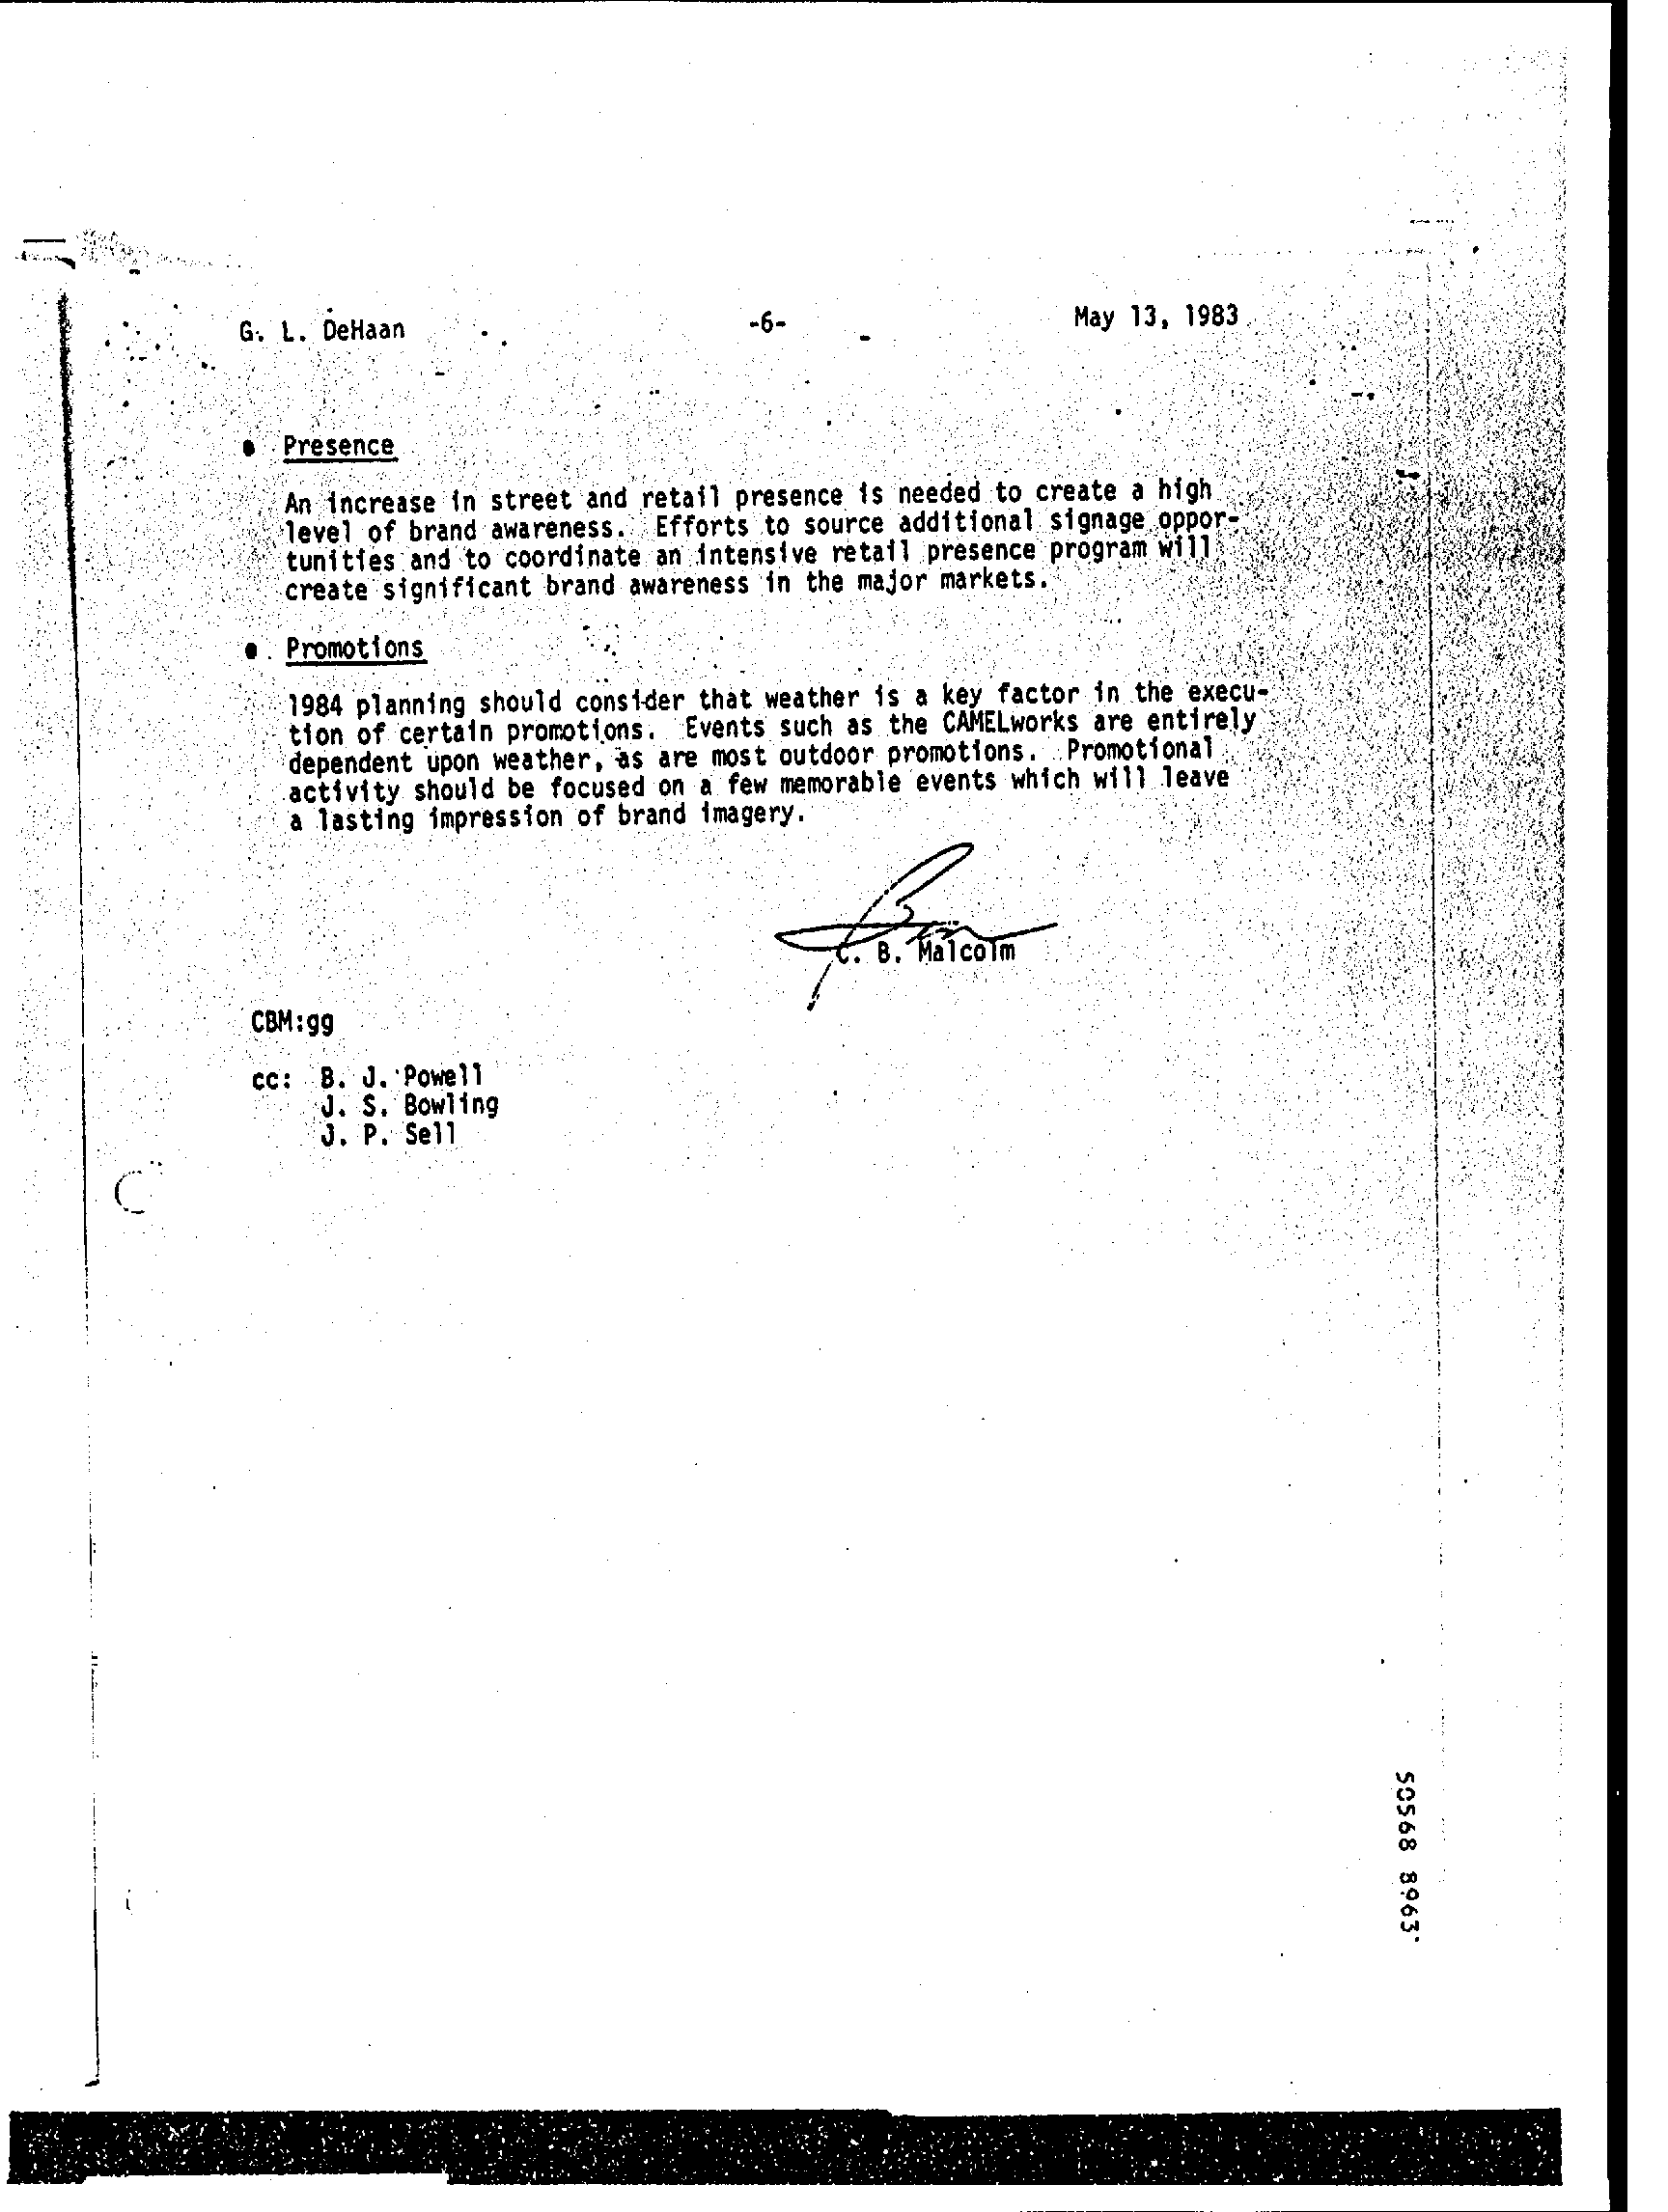 G. L. DeHaan -6- May 13, 1983
• Presence
An increase in street and retail presence is needed to create a high
level of brand awareness. Efforts to source additional signage oppor-
tunities and to coordinate an intensive retail presence program will
create significant brand awareness in the major markets.
• Promotions
1984 planning should consider that weather is a key factor in the execu-
tion of certain promotions. Events such as the CAMELworks are entirely
dependent upon weather, as are most outdoor promotions. Promotional
activity should be focused on a few memorable events which will leave
a lasting impression of brand imagery.
C. B. Malcolm
CBM:gg
cc: B. J. Powell
J. S. Bowling
J. P. Sell
50568 8963